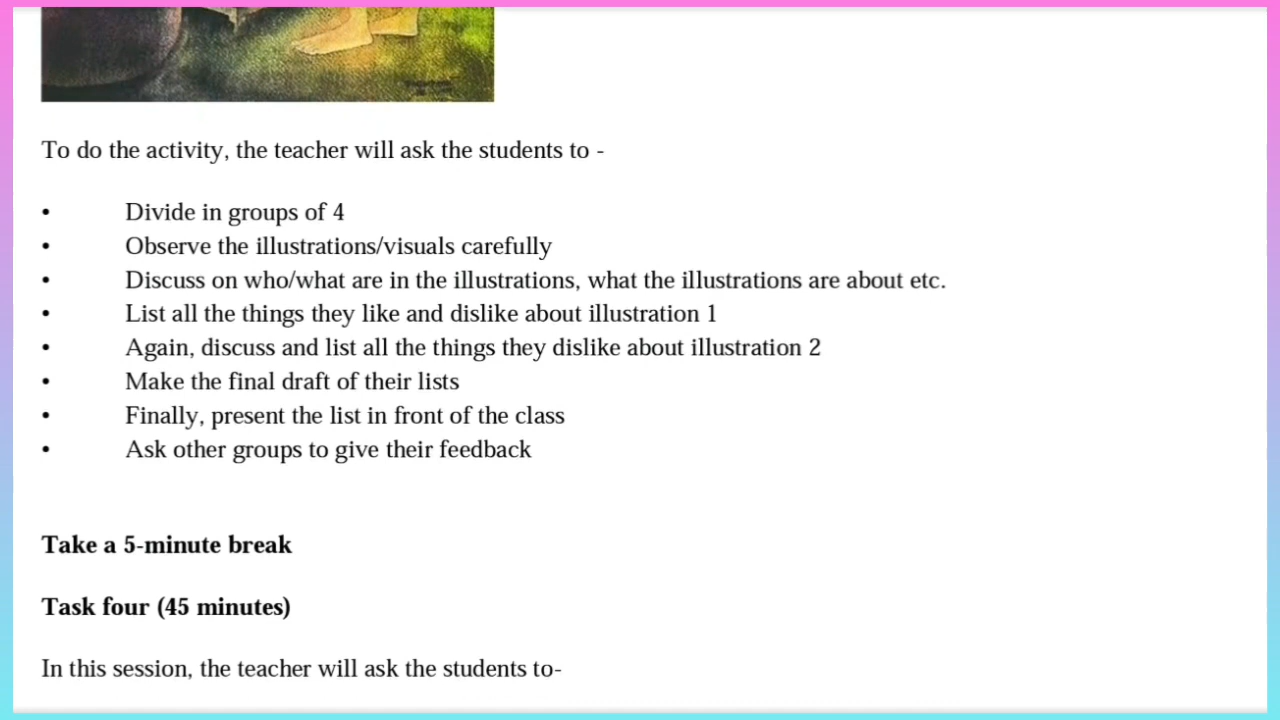 To do the activity, the teacher will ask the students to -
• Divide in groups of 4
• Observe the illustrations/visuals carefully
• Discuss on who/what are in the illustrations, what the illustrations are about etc.
• List all the things they like and dislike about illustration 1
• Again, discuss and list all the things they dislike about illustration 2
• Make the final draft of their lists
• Finally, present the list in front of the class
• Ask other groups to give their feedback
Take a 5-minute break
Task four (45 minutes)
In this session, the teacher will ask the students to-